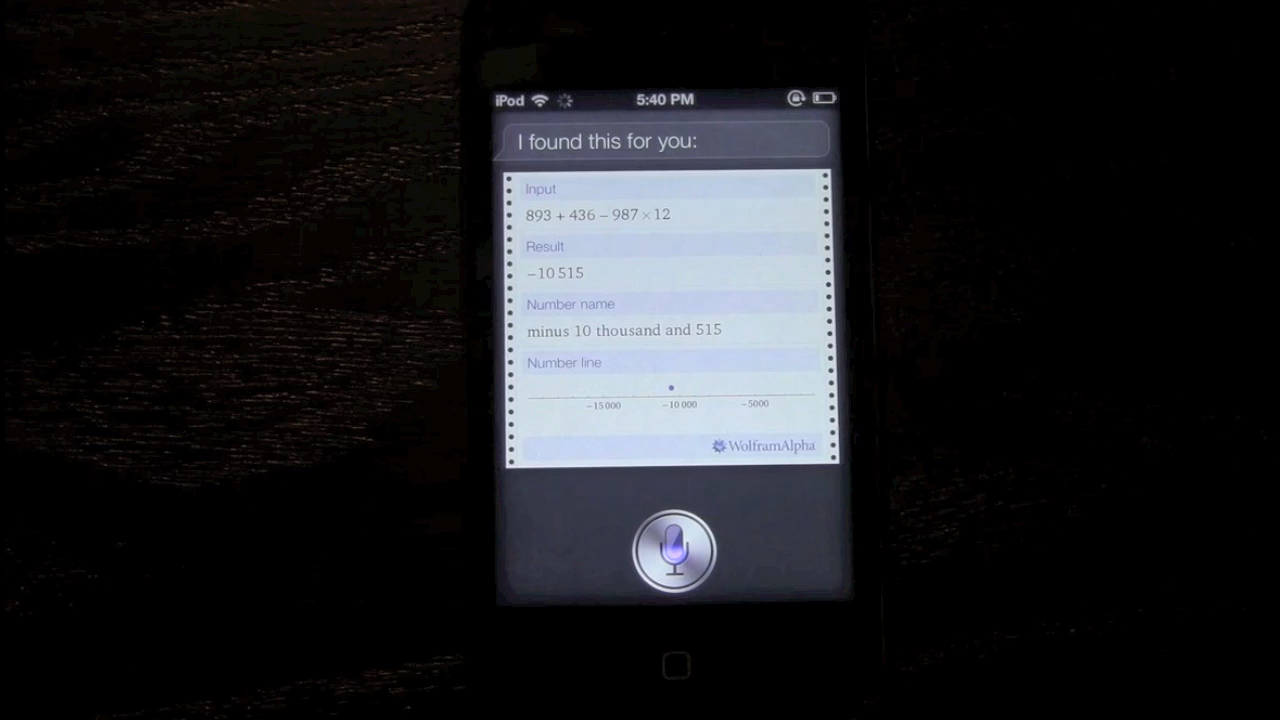 iPod 5:40 PM
I found this for you:
Input
893 + 436 – 987 × 12
Result
–10 515
Number name
minus 10 thousand and 515
Number line
–15 000 –10 000 –5000
WolframAlpha